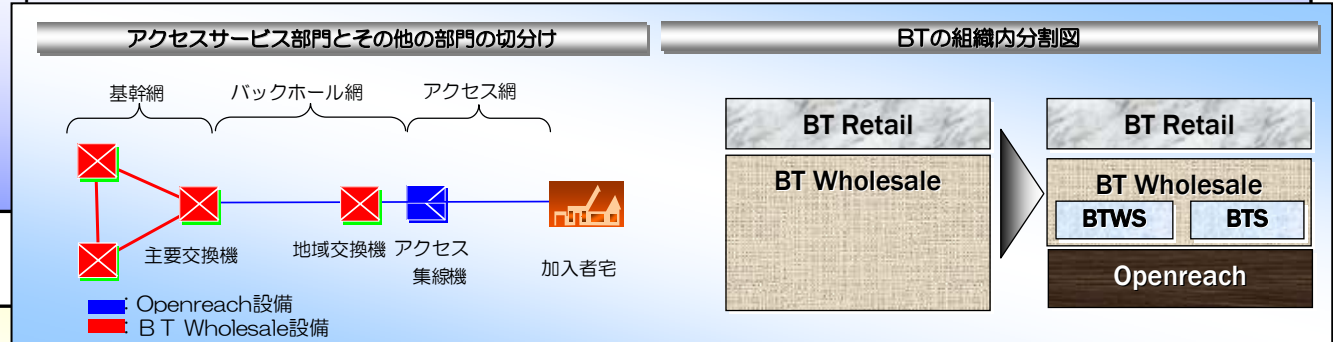 アクセスサービス部門とその他の部門の切分け
基幹網 バックホール網 アクセス網
主要交換機
地域交換機
アクセス
集線機
加入者宅
：Openreach設備
：ＢＴ Wholesale設備
BTの組織内分割図
BT Retail
BT Wholesale
BT Retail
BT Wholesale
BTWS BTS
Openreach